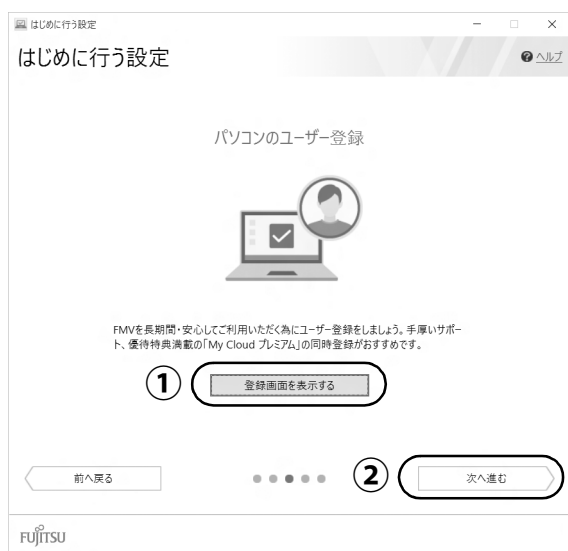 はじめに行う設定
はじめに行う設定
ヘルプ
パソコンのユーザー登録
FMVを長期間・安心してご利用いただく為にユーザー登録をしましょう。手厚いサポー
ト、優待特典満載の「My Cloud プレミアム」の同時登録がおすすめです。
① 登録画面を表示する
前へ戻る ② 次へ進む
FUJITSU